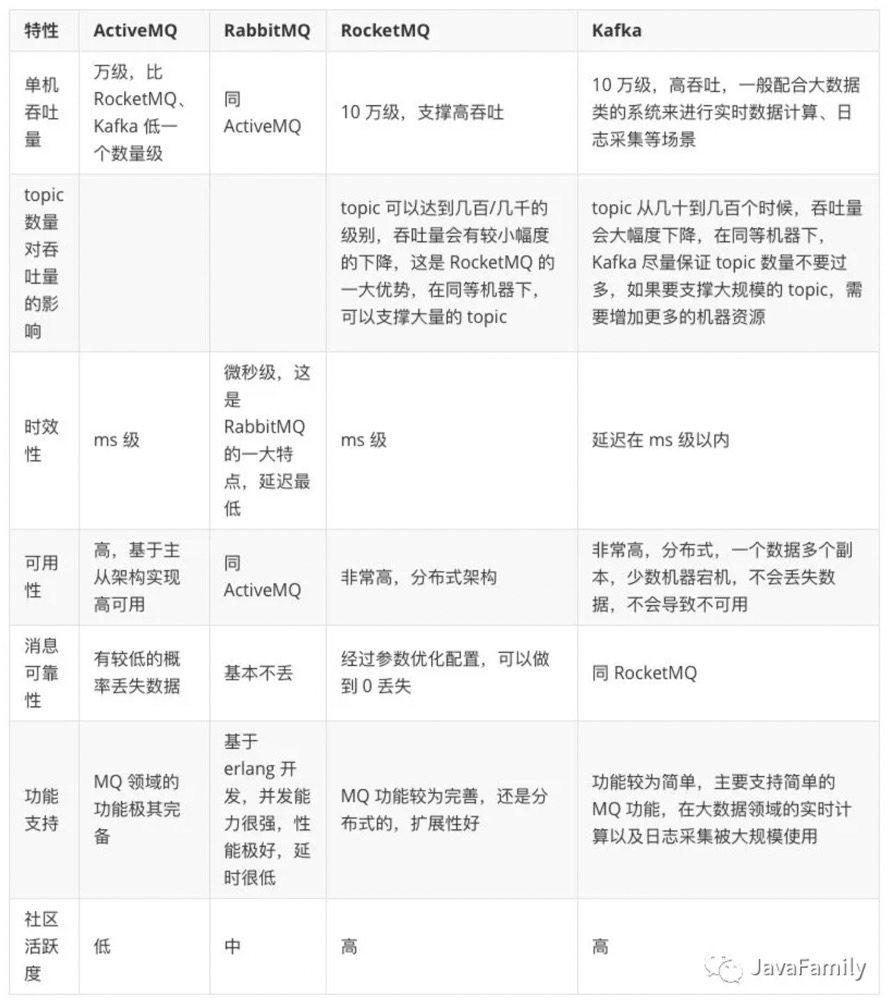 特性
ActiveMQ
RabbitMQ
RocketMQ
Kafka
单机
吞吐
量
万级，比
RocketMQ、
Kafka 低一
个数量级
同
ActiveMQ
10 万级，支撑高吞吐
10 万级，高吞吐，一般配合大数据
类的系统来进行实时数据计算、日
志采集等场景
topic
数量
对吞
吐量
的影
响
topic 可以达到几百/几千的
级别，吞吐量会有较小幅度
的下降，这是 RocketMQ 的
一大优势，在同等机器下，
可以支撑大量的 topic
topic 从几十到几百个时候，吞吐量
会大幅度下降，在同等机器下，
Kafka 尽量保证 topic 数量不要过
多，如果要支撑大规模的 topic，需
要增加更多的机器资源
时效
性
ms 级
微秒级，这
是
RabbitMQ
的一大特
点，延迟最
低
ms 级
延迟在 ms 级以内
可用
性
高，基于主
从架构实现
高可用
同
ActiveMQ
非常高，分布式架构
非常高，分布式，一个数据多个副
本，少数机器宕机，不会丢失数
据，不会导致不可用
消息
可靠
性
有较低的概
率丢失数据
基本不丢
经过参数优化配置，可以做
到 0 丢失
同 RocketMQ
功能
支持
MQ 领域的
功能极其完
备
基于
erlang 开
发，并发能
力很强，性
能极好，延
时很低
MQ 功能较为完善，还是分
布式的，扩展性好
功能较为简单，主要支持简单的
MQ 功能，在大数据领域的实时计
算以及日志采集被大规模使用
社区
活跃
度
低
中
高
高
JavaFamily